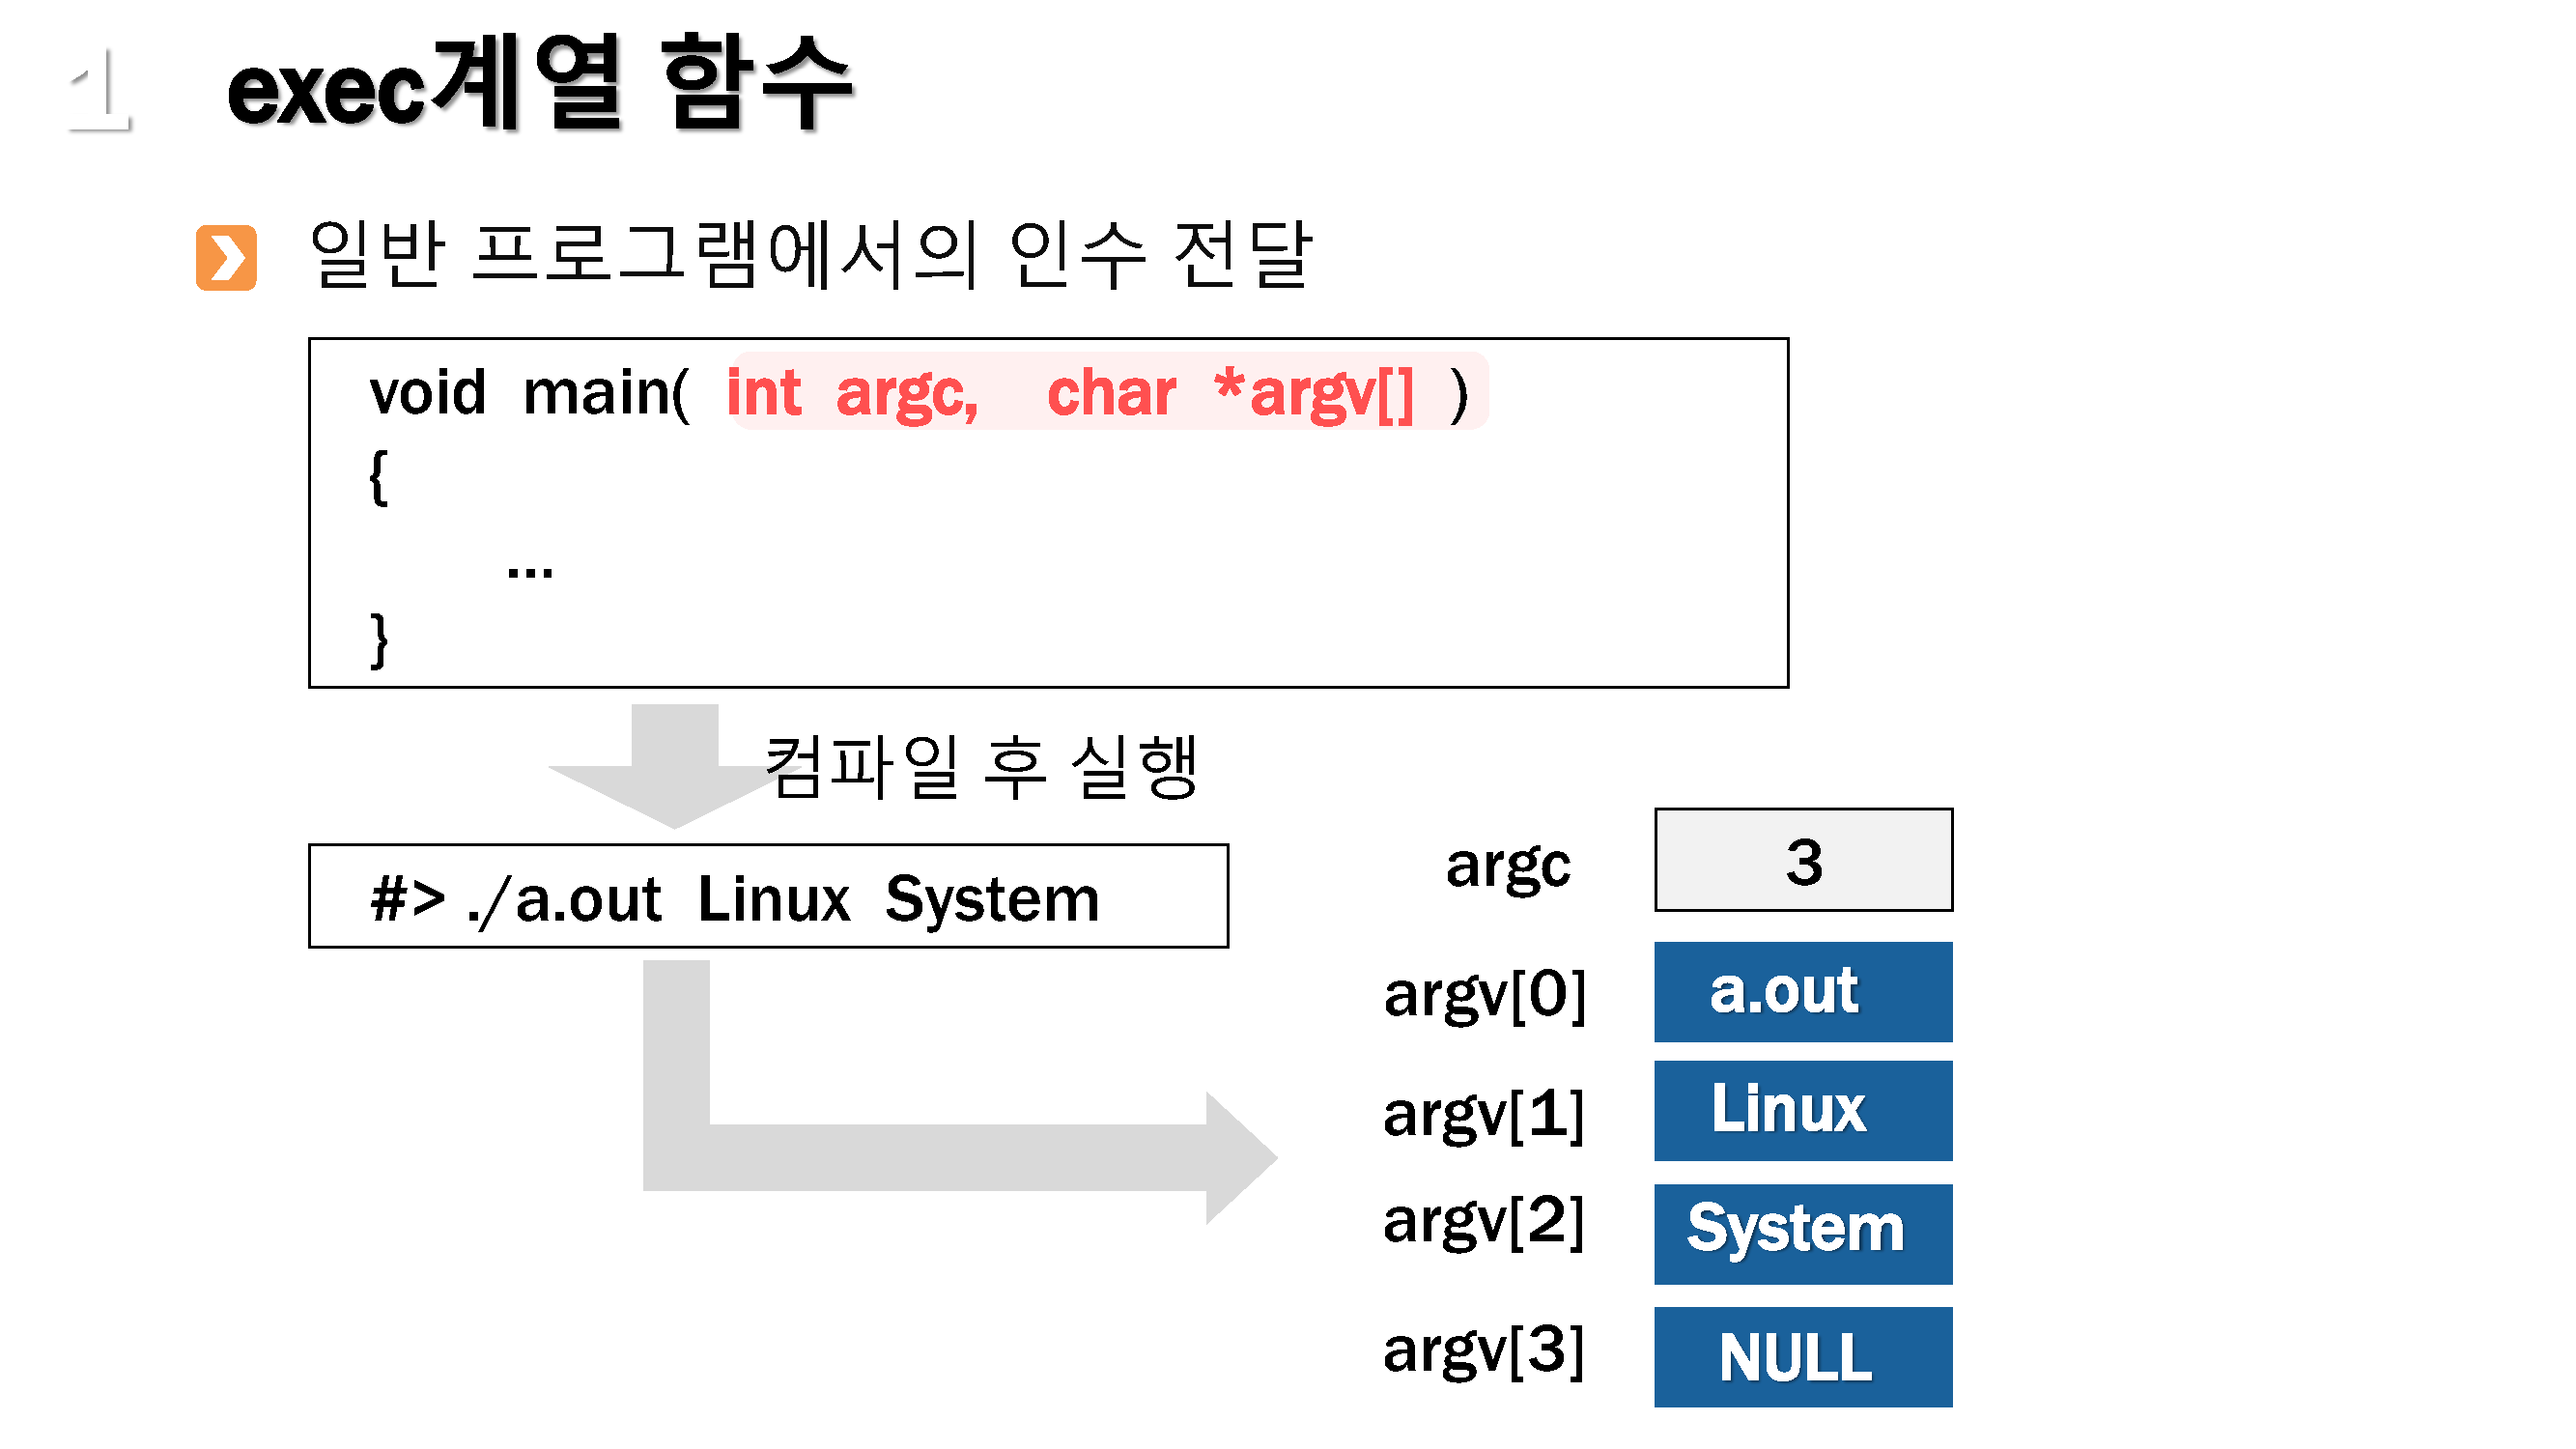 1 exec계열 함수
일반 프로그램에서의 인수 전달
void main( int argc, char *argv[] )
{
...
}
컴파일 후 실행
#> ./a.out Linux System
argc 3
argv[0] a.out
argv[1] Linux
argv[2] System
argv[3] NULL